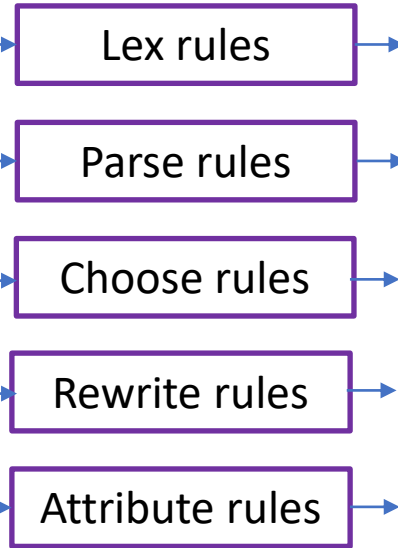 Lex rules
Parse rules
Choose rules
Rewrite rules
Attribute rules